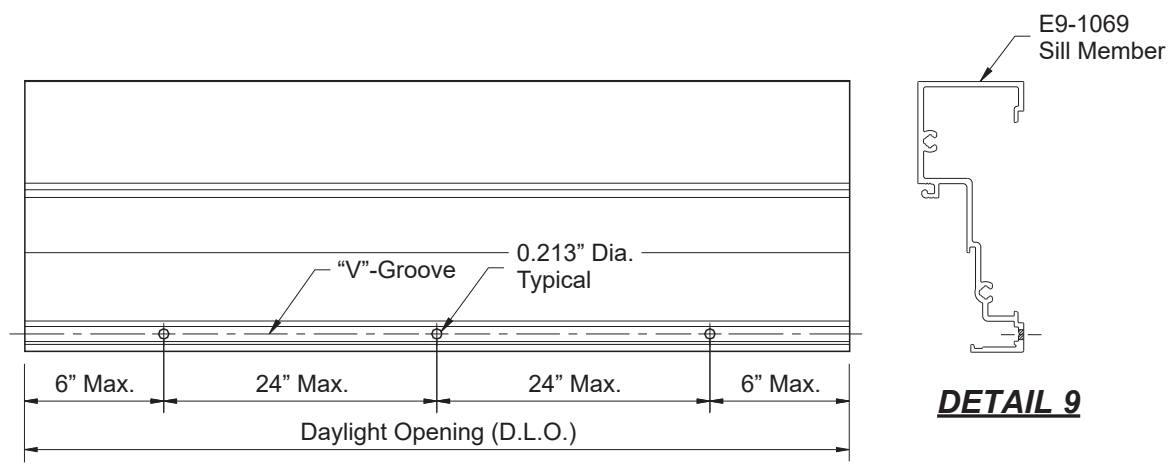 E9-1069
Sill Member
0.213” Dia.
Typical
“V”-Groove
6” Max.
24” Max.
24” Max.
6” Max.
Daylight Opening (D.L.O.)
DETAIL 9